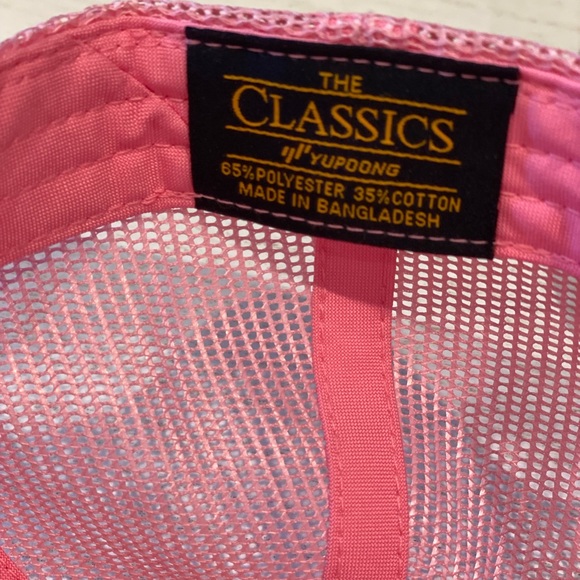 THE
CLASSICS
YUPOONG
65%POLYESTER 35%COTTON
MADE IN BANGLADESH